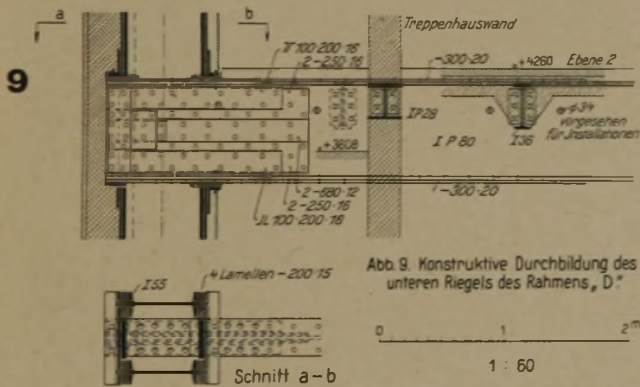 a
b
9
Treppenhauswand
⅂Γ 100·200·16
2-250·16
-300·20
+4260 Ebene 2
IP29
I P 80
I36
⌀34
vorgesehen
für Installationen
+3608
2-680·12
2-250·16
-300·20
JL 100·200·16
Abb. 9. Konstruktive Durchbildung des
unteren Riegels des Rahmens „D."
I55
4 Lamellen-200·15
0 1 2m
1 : 60
Schnitt a-b